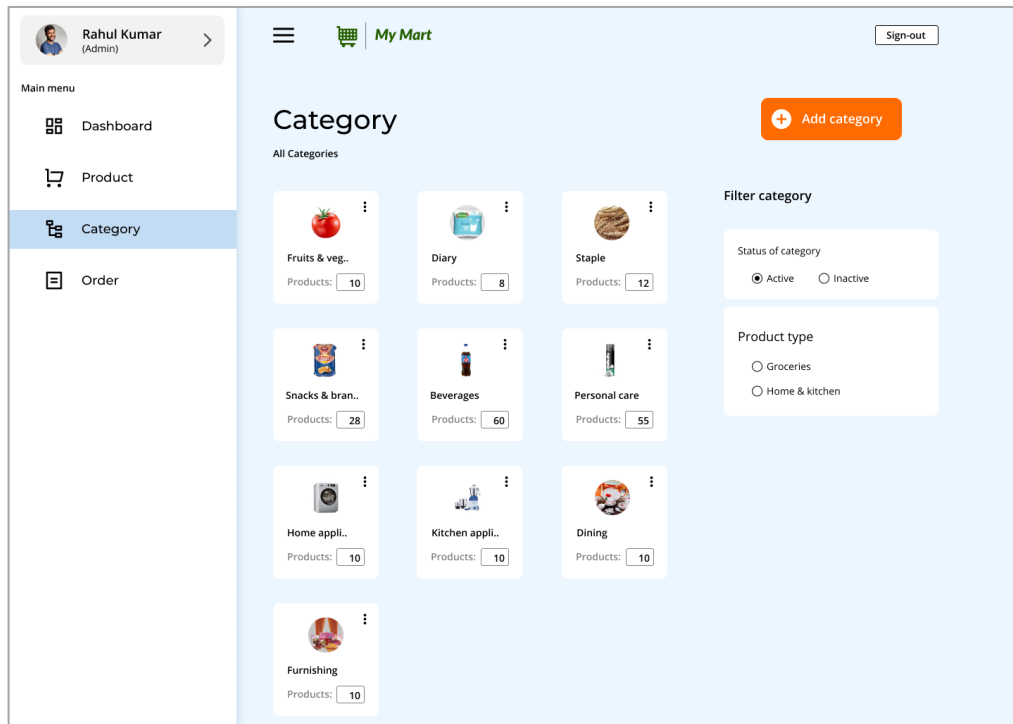 Rahul Kumar
(Admin)
Main menu
Dashboard
Product
Category
Order
My Mart
Sign-out
Category
Add category
All Categories
Fruits & veg..
Products: 10
Diary
Products: 8
Staple
Products: 12
Snacks & bran..
Products: 28
Beverages
Products: 60
Personal care
Products: 55
Home appli..
Products: 10
Kitchen appli..
Products: 10
Dining
Products: 10
Furnishing
Products: 10
Filter category
Status of category
Active Inactive
Product type
Groceries
Home & kitchen